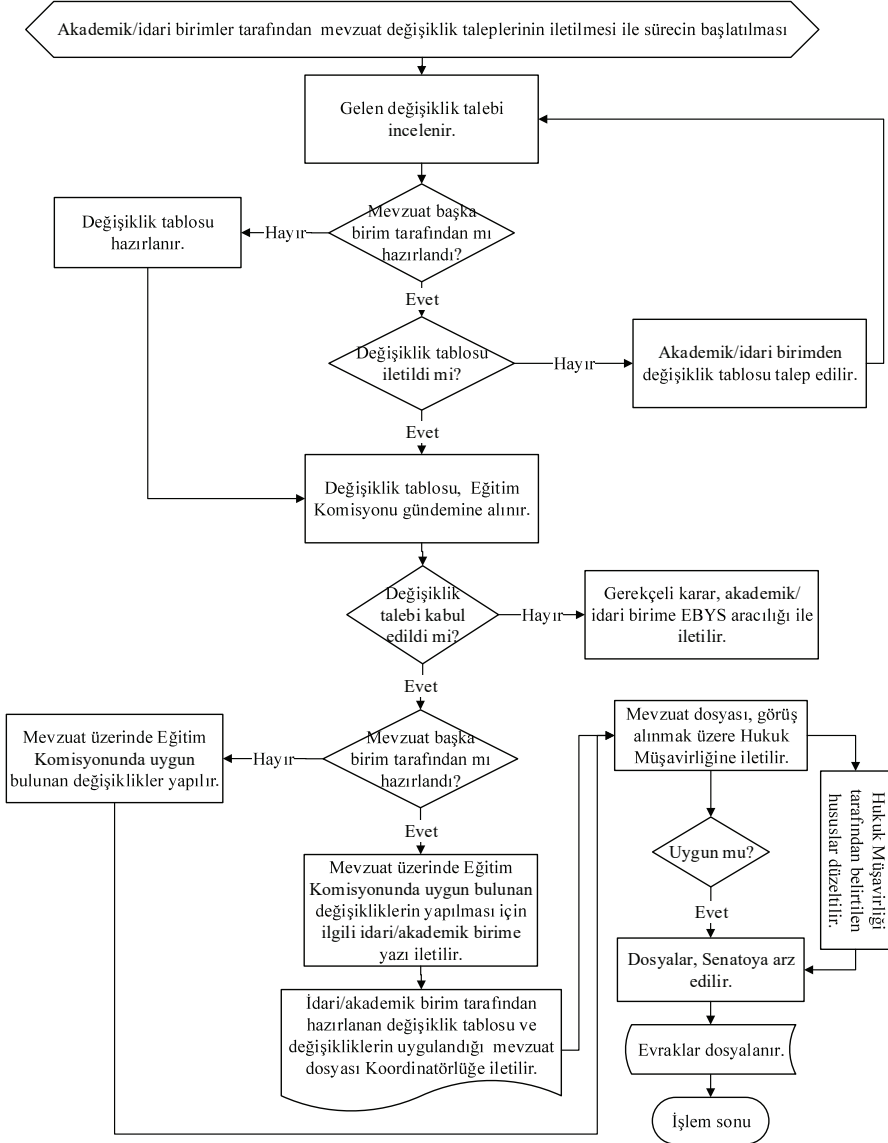 Akademik/idari birimler tarafından mevzuat değişiklik taleplerinin iletilmesi ile sürecin başlatılması
Gelen değişiklik talebi
incelenir.
Mevzuat başka
birim tarafından mı
hazırlandı?
Hayır
Değişiklik tablosu
hazırlanır.
Evet
Değişiklik tablosu
iletildi mi?
Hayır
Akademik/idari birimden
değişiklik tablosu talep edilir.
Evet
Değişiklik tablosu, Eğitim
Komisyonu gündemine alınır.
Değişiklik
talebi kabul
edildi mi?
Hayır
Gerekçeli karar, akademik/
idari birime EBYS aracılığı ile
iletilir.
Evet
Mevzuat başka
birim tarafından mı
hazırlandı?
Hayır
Mevzuat üzerinde Eğitim
Komisyonunda uygun
bulunan değişiklikler yapılır.
Evet
Mevzuat üzerinde Eğitim
Komisyonunda uygun bulunan
değişikliklerin yapılması için
ilgili idari/akademik birime
yazı iletilir.
İdari/akademik birim tarafından
hazırlanan değişiklik tablosu ve
değişikliklerin uygulandığı mevzuat
dosyası Koordinatörlüğe iletilir.
Mevzuat dosyası, görüş
alınmak üzere Hukuk
Müşavirliğine iletilir.
Hukuk Müşavirliği
tarafından belirtilen
hususlar düzeltilir.
Uygun mu?
Evet
Dosyalar, Senatoya arz
edilir.
Evraklar dosyalanır.
İşlem sonu